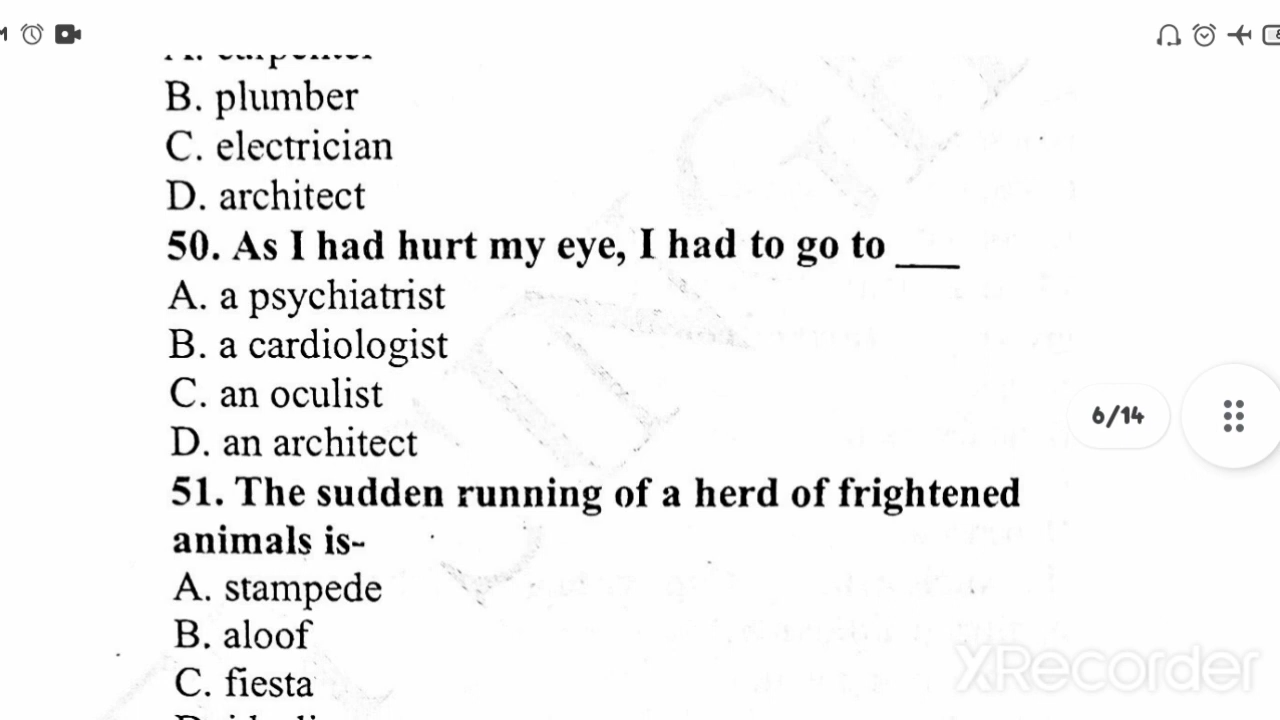 B. plumber
C. electrician
D. architect
50. As I had hurt my eye, I had to go to ___
A. a psychiatrist
B. a cardiologist
C. an oculist
D. an architect
6/14
51. The sudden running of a herd of frightened
animals is-
A. stampede
B. aloof
C. fiesta
XRecorder